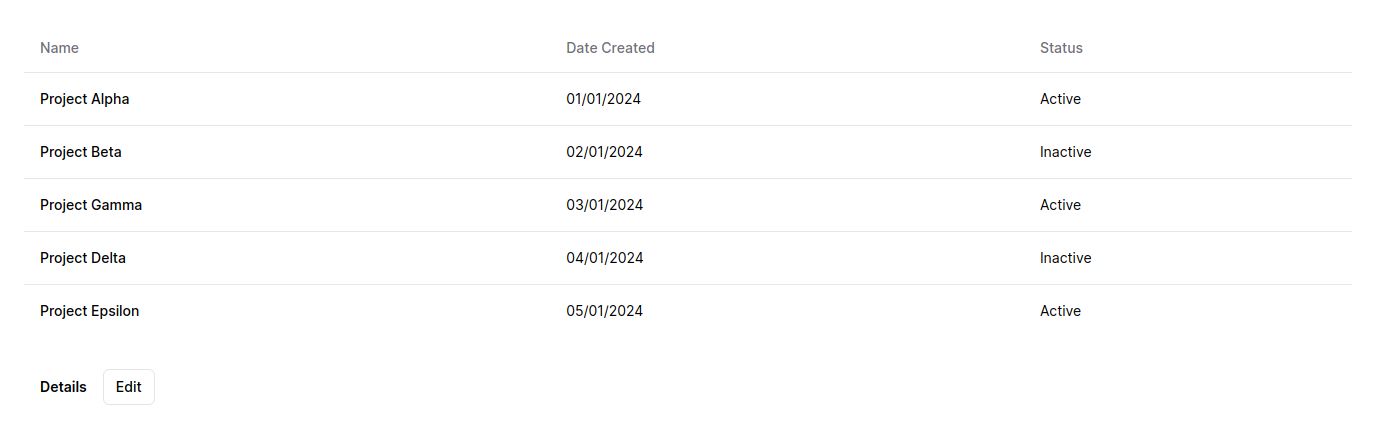 Name Date Created Status
Project Alpha 01/01/2024 Active
Project Beta 02/01/2024 Inactive
Project Gamma 03/01/2024 Active
Project Delta 04/01/2024 Inactive
Project Epsilon 05/01/2024 Active
Details Edit